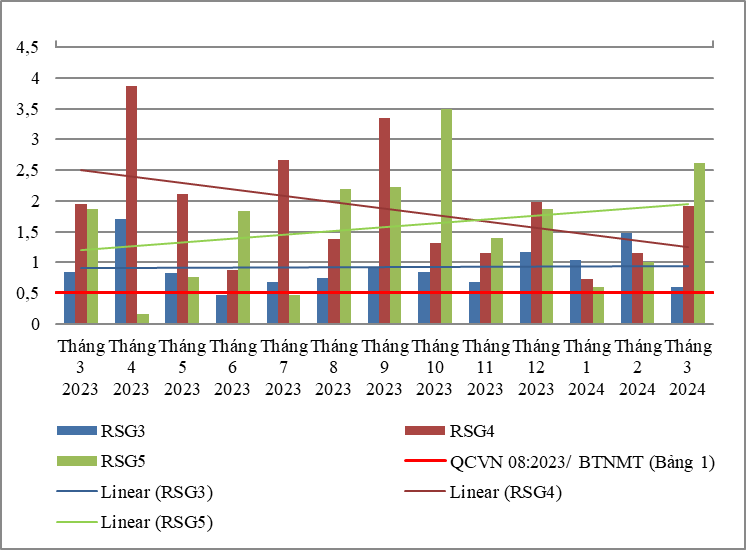 4,5
4
3,5
3
2,5
2
1,5
1
0,5
0
Tháng Tháng Tháng Tháng Tháng Tháng Tháng Tháng Tháng Tháng Tháng Tháng Tháng
3 4 5 6 7 8 9 10 11 12 1 2 3
2023 2023 2023 2023 2023 2023 2023 2023 2023 2023 2024 2024 2024
RSG3 RSG4
RSG5 QCVN 08:2023/ BTNMT (Bảng 1)
Linear (RSG3) Linear (RSG4)
Linear (RSG5)